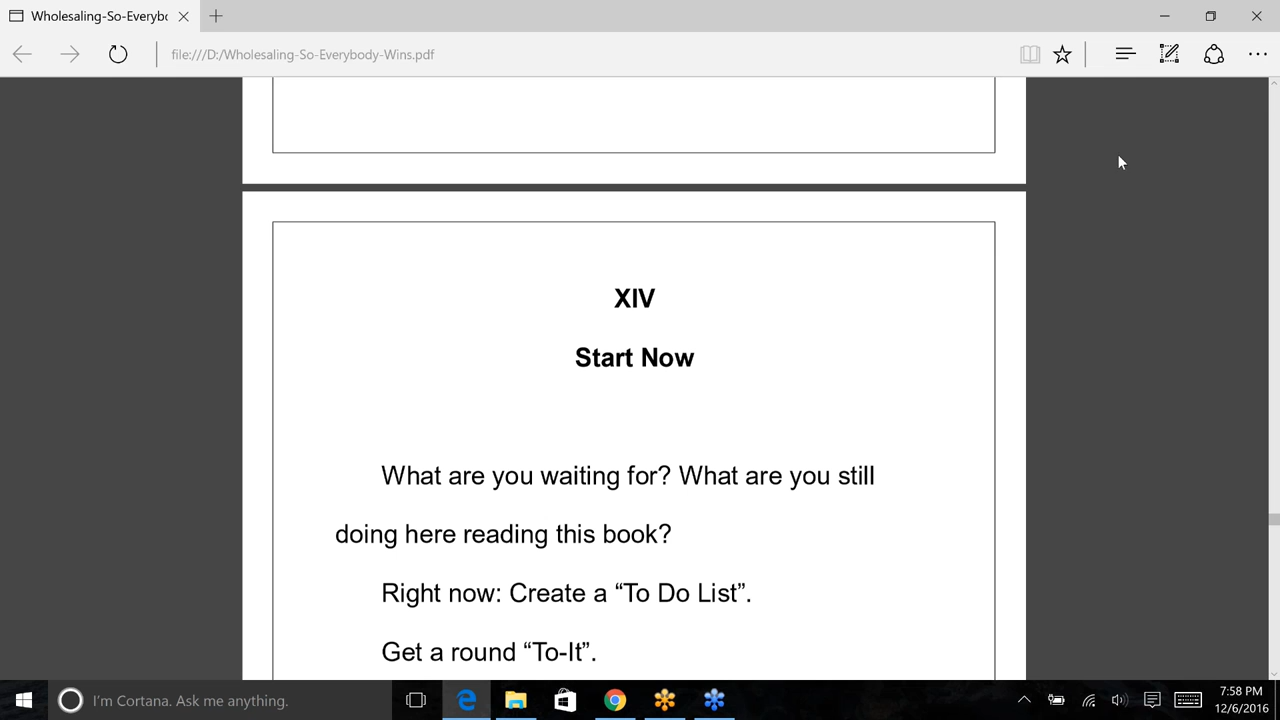 Wholesaling-So-Everybo
file:///D:/Wholesaling-So-Everybody-Wins.pdf
XIV
Start Now
What are you waiting for? What are you still
doing here reading this book?
Right now: Create a “To Do List”.
Get a round “To-It”.
I'm Cortana. Ask me anything.
7:58 PM
12/6/2016